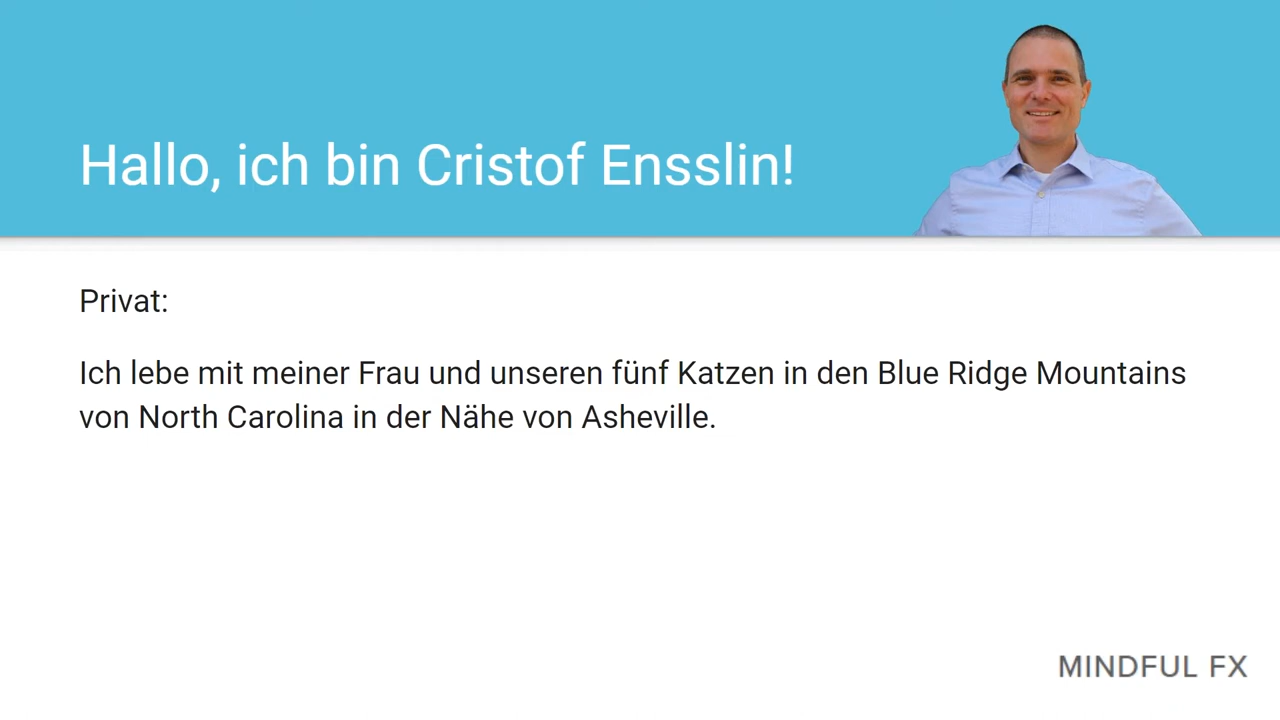 Hallo, ich bin Cristof Ensslin!
Privat:
Ich lebe mit meiner Frau und unseren fünf Katzen in den Blue Ridge Mountains
von North Carolina in der Nähe von Asheville.
MINDFUL FX